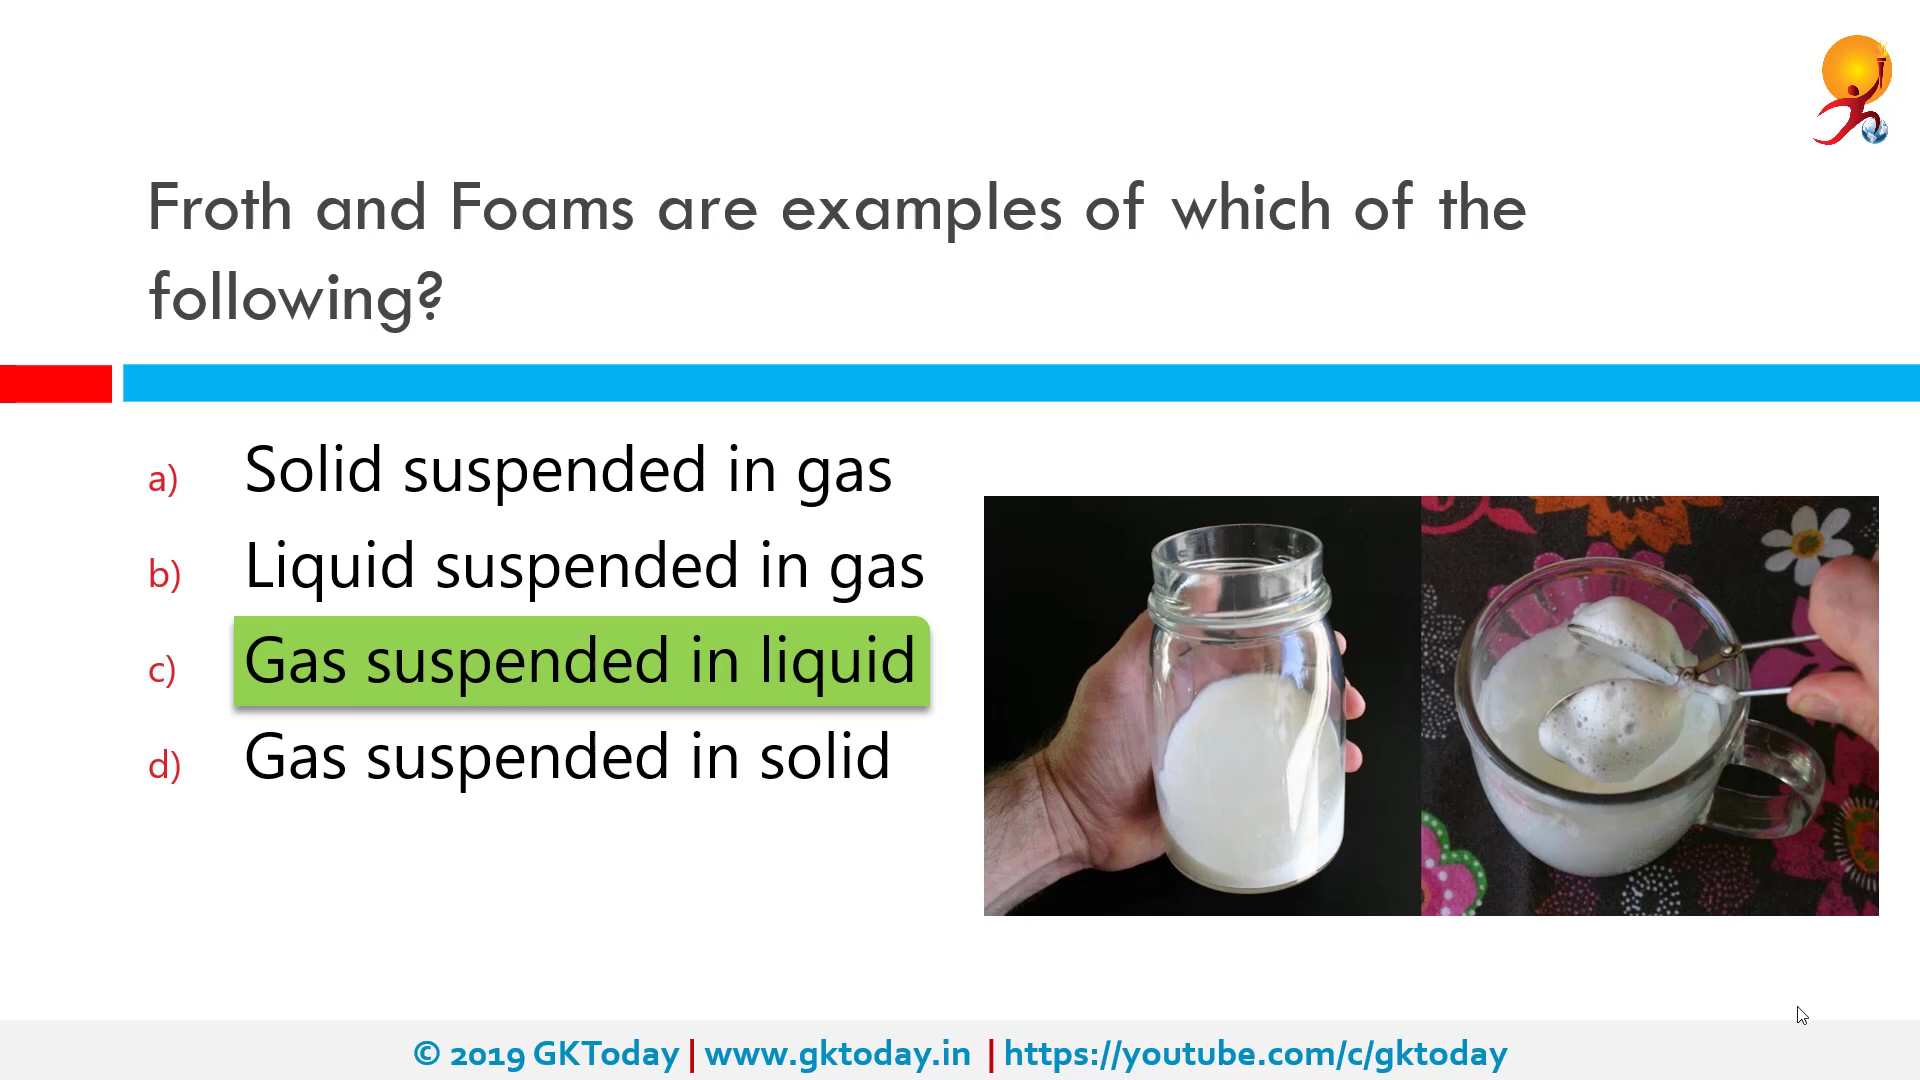 Froth and Foams are examples of which of the
following?
a) Solid suspended in gas
b) Liquid suspended in gas
c) Gas suspended in liquid
d) Gas suspended in solid
© 2019 GKToday | www.gktoday.in | https://youtube.com/c/gktoday